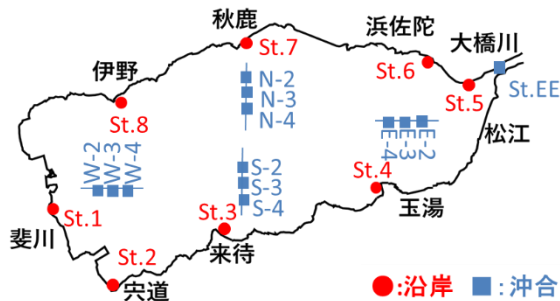 秋鹿
St.7
浜佐陀
St.6
大橋川
St.EE
St.5
松江
伊野
St.8
N-2
N-3
N-4
W-2
W-3
W-4
E-4
E-3
E-2
S-2
S-3
S-4
St.4
玉湯
St.1
斐川
St.3
来待
St.2
宍道
:沿岸
:沖合